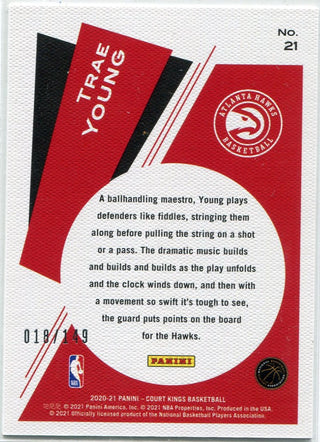 No.
21
TRAE
YOUNG
ATLANTA HAWKS
BASKETBALL
A ballhandling maestro, Young plays
defenders like fiddles, stringing them
along before pulling the string on a shot
or a pass. The dramatic music builds
and builds and builds as the play unfolds
and the clock winds down, and then with
a movement so swift it's tough to see,
the guard puts points on the board
for the Hawks.
018/149
NBA
PANINI
2020-21 PANINI – COURT KINGS BASKETBALL
© 2021 Panini America, Inc. © 2021 NBA Properties, Inc. Produced in the USA.
© 2021 Officially licensed product of the National Basketball Players Association.